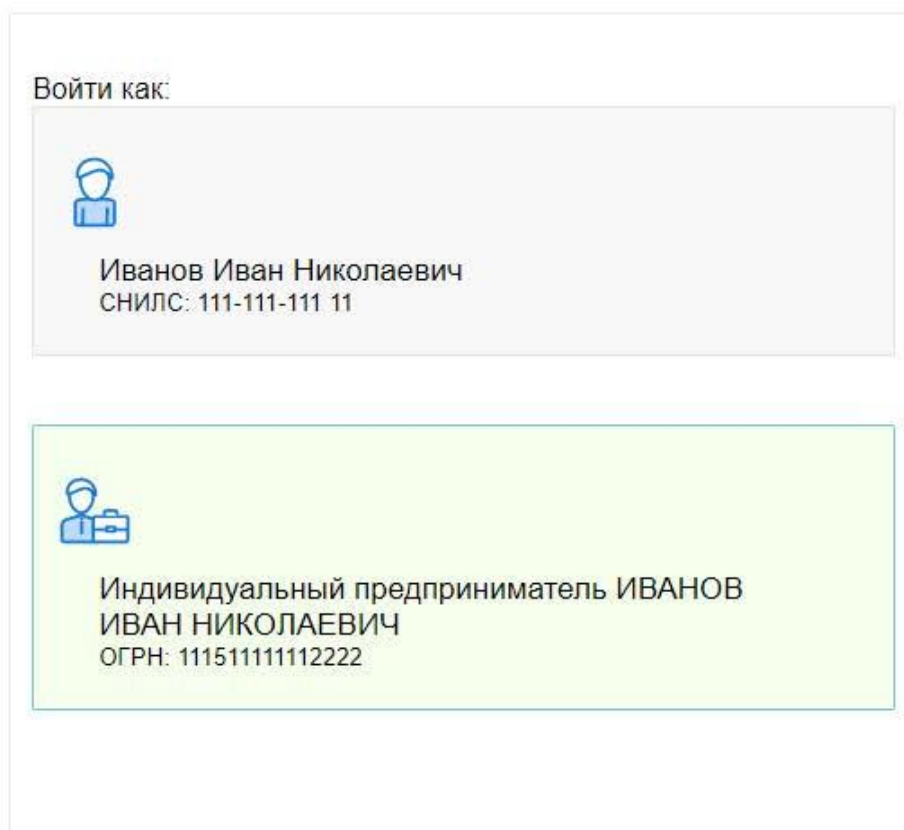 Войти как:
Иванов Иван Николаевич
СНИЛС: 111-111-111 11
Индивидуальный предприниматель ИВАНОВ
ИВАН НИКОЛАЕВИЧ
ОГРН: 111511111112222